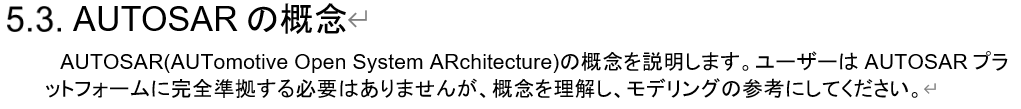 5.3. AUTOSAR の概念↵
AUTOSAR(AUTomotive Open System ARchitecture)の概念を説明します。ユーザーは AUTOSAR プラ
ットフォームに完全準拠する必要はありませんが、概念を理解し、モデリングの参考にしてください。↵